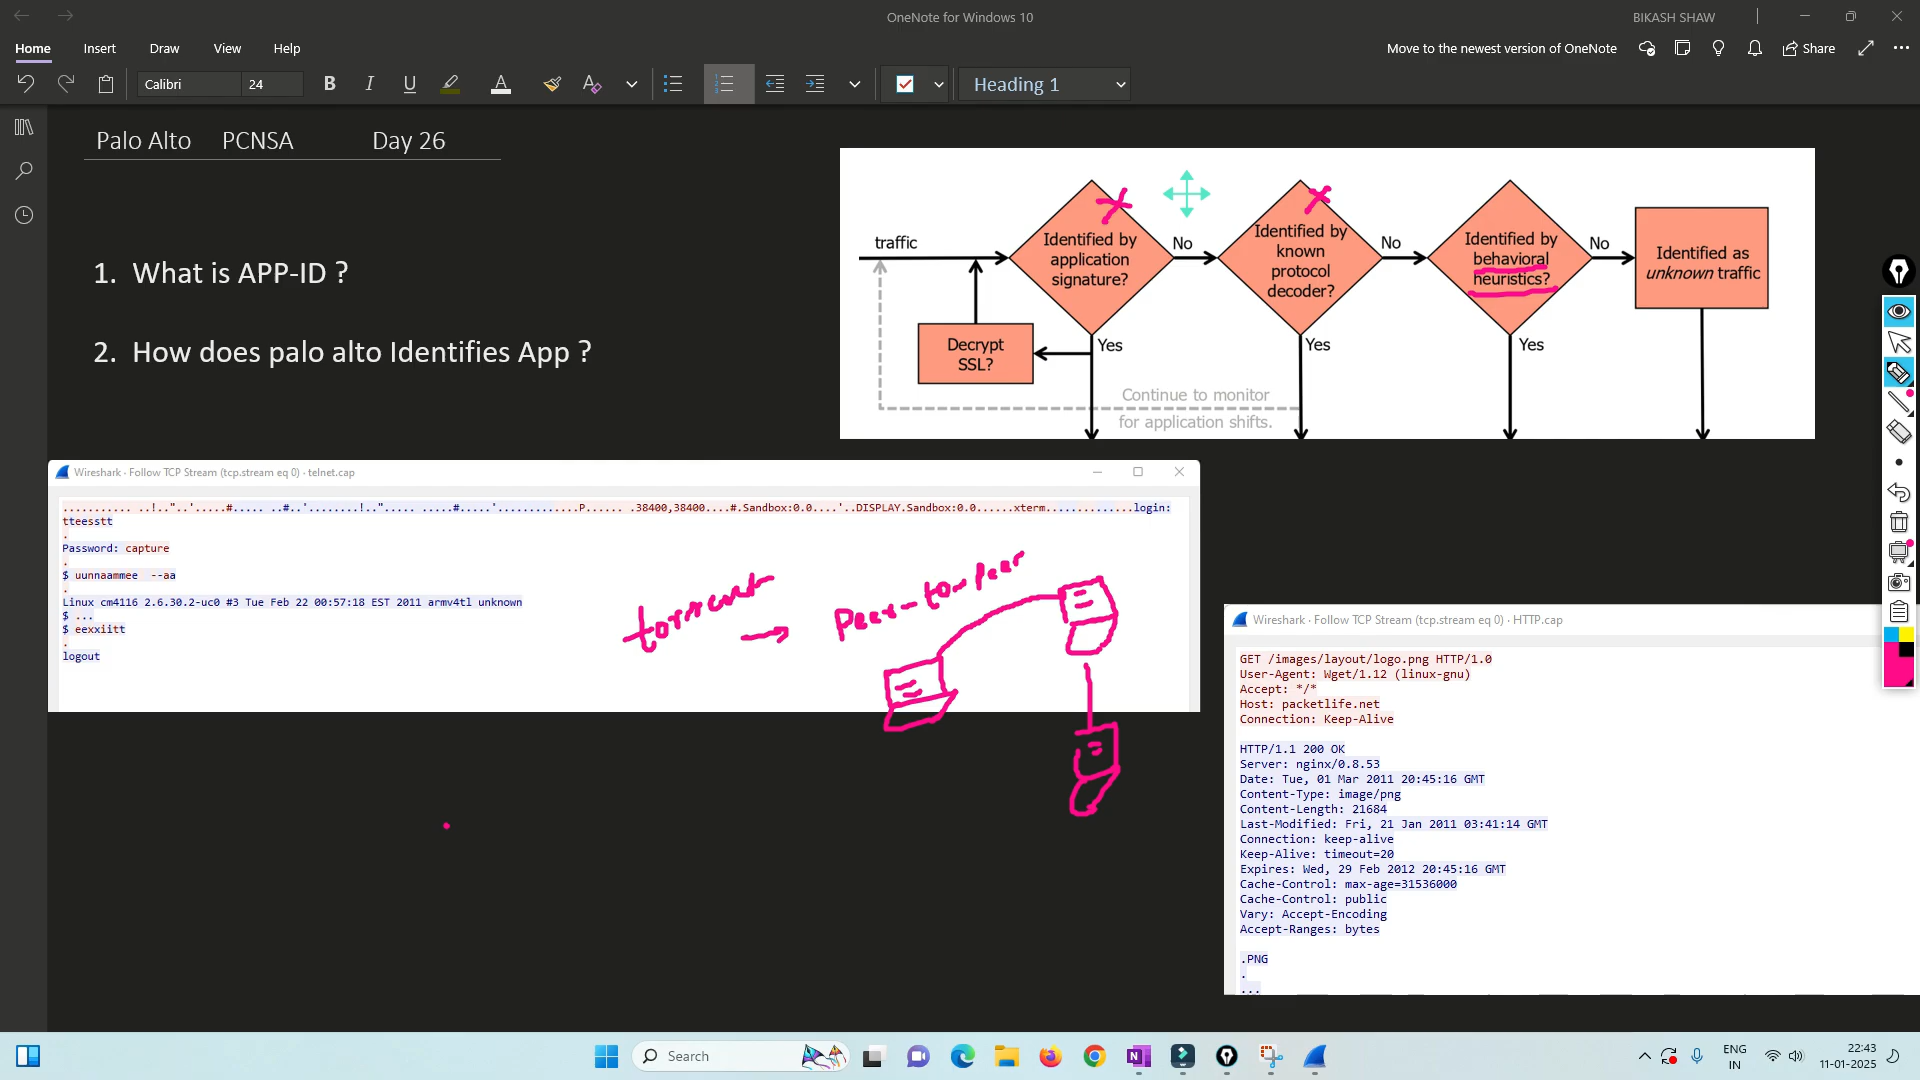 OneNote for Windows 10
BIKASH SHAW
Home Insert Draw View Help
Move to the newest version of OneNote
Share
Calibri 24 B I U A A Heading 1
Palo Alto PCNSA Day 26
1. What is APP-ID ?
2. How does palo alto Identifies App ?
traffic
Identified by
application
signature?
No
Identified by
known
protocol
decoder?
No
Identified by
behavioral
neuristics?
No
Identified as
unknown traffic
Decrypt
SSL?
Yes
Yes
Yes
Continue to monitor
for application shifts.
Wireshark · Follow TCP Stream (tcp.stream eq 0) · telnet.cap
........... ..!.."..'.....#..... ..#..'........!.."..... .....#.....'.............P...... .38400,38400....#.Sandbox:0.0....'..DISPLAY.Sandbox:0.0......xterm..............login:
tteesstt
.
Password: capture
.
$ uunnaammee --aa
.
Linux cm4116 2.6.30.2-uc0 #3 Tue Feb 22 00:57:18 EST 2011 armv4tl unknown
$ ...
$ eexxiitt
.
logout
torrent → Peer-to-Peer
Wireshark · Follow TCP Stream (tcp.stream eq 0) · HTTP.cap
GET /images/layout/logo.png HTTP/1.0
User-Agent: Wget/1.12 (linux-gnu)
Accept: */*
Host: packetlife.net
Connection: Keep-Alive
HTTP/1.1 200 OK
Server: nginx/0.8.53
Date: Tue, 01 Mar 2011 20:45:16 GMT
Content-Type: image/png
Content-Length: 21684
Last-Modified: Fri, 21 Jan 2011 03:41:14 GMT
Connection: keep-alive
Keep-Alive: timeout=20
Expires: Wed, 29 Feb 2012 20:45:16 GMT
Cache-Control: max-age=31536000
Cache-Control: public
Vary: Accept-Encoding
Accept-Ranges: bytes
.PNG
.
...
Search
ENG
IN
22:43
11-01-2025